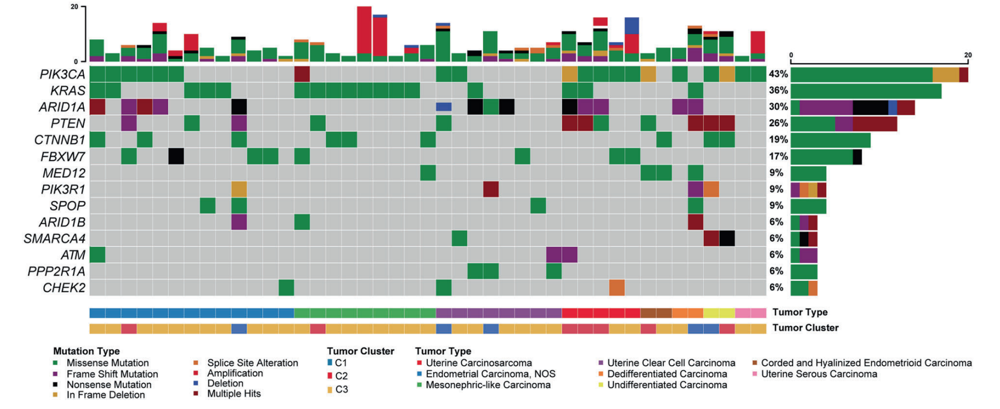 20
0
0 20
PIK3CA 43%
KRAS 36%
ARID1A 30%
PTEN 26%
CTNNB1 19%
FBXW7 17%
MED12 9%
PIK3R1 9%
SPOP 9%
ARID1B 6%
SMARCA4 6%
ATM 6%
PPP2R1A 6%
CHEK2 6%
Tumor Type
Tumor Cluster
Mutation Type
Missense Mutation
Frame Shift Mutation
Nonsense Mutation
In Frame Deletion
Splice Site Alteration
Amplification
Deletion
Multiple Hits
Tumor Cluster
C1
C2
C3
Tumor Type
Uterine Carcinosarcoma
Endometrial Carcinoma, NOS
Mesonephric-like Carcinoma
Uterine Clear Cell Carcinoma
Dedifferentiated Carcinoma
Undifferentiated Carcinoma
Corded and Hyalinized Endometrioid Carcinoma
Uterine Serous Carcinoma